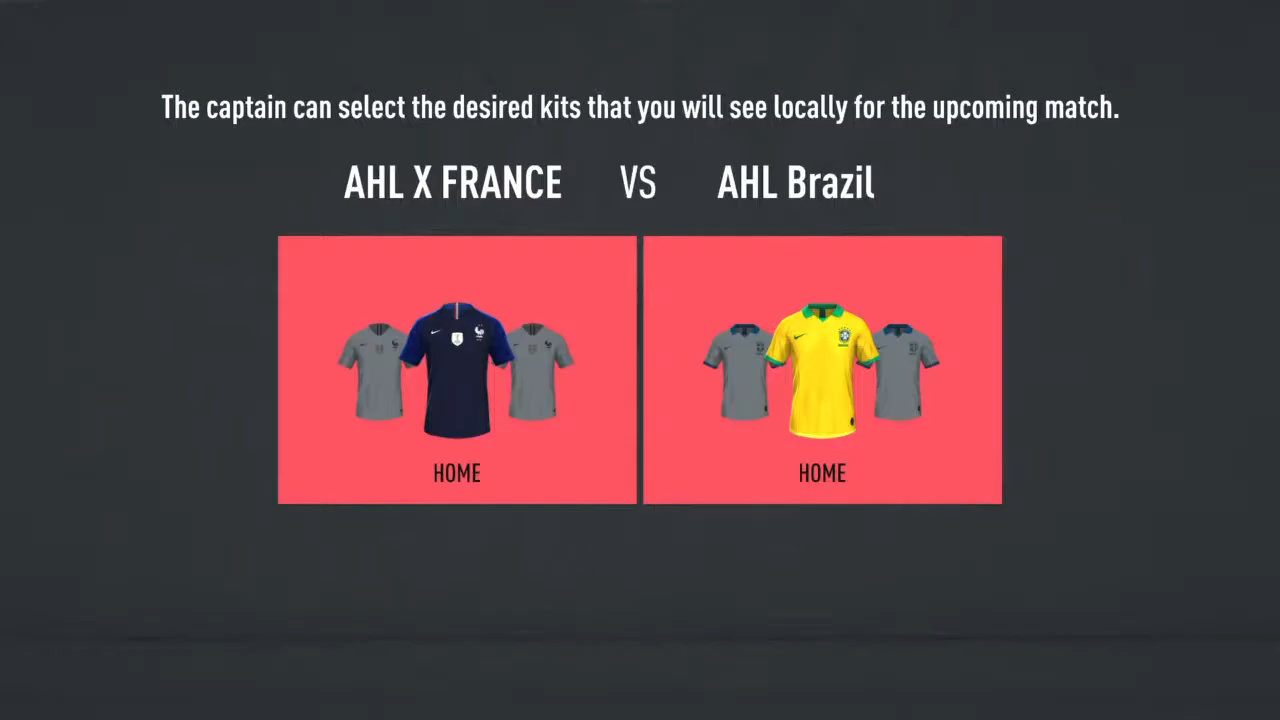 The captain can select the desired kits that you will see locally for the upcoming match.
AHL X FRANCE VS AHL Brazil
HOME HOME